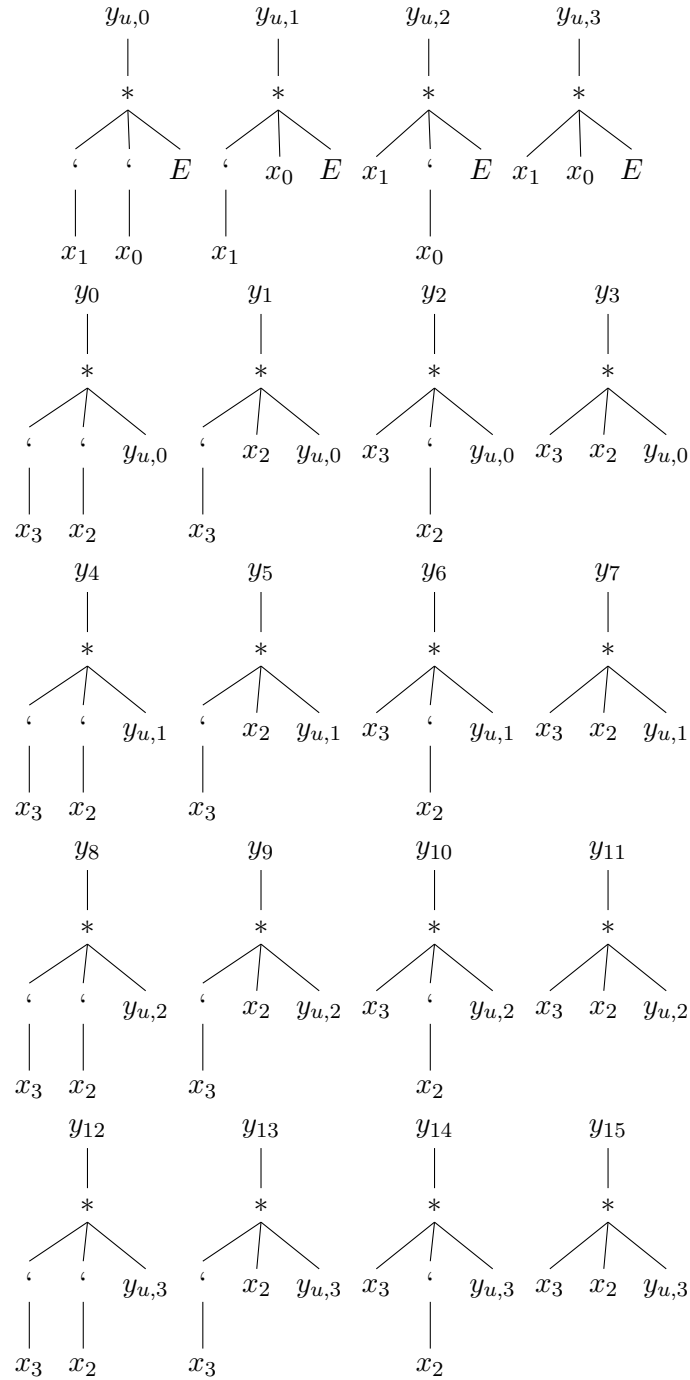 y_{u,0} y_{u,1} y_{u,2} y_{u,3}
* * * *
‘ ‘ E ‘ x_0 E x_1 ‘ E x_1 x_0 E
x_1 x_0 x_1 x_0
y_0 y_1 y_2 y_3
* * * *
‘ ‘ y_{u,0} ‘ x_2 y_{u,0} x_3 ‘ y_{u,0} x_3 x_2 y_{u,0}
x_3 x_2 x_3 x_2
y_4 y_5 y_6 y_7
* * * *
‘ ‘ y_{u,1} ‘ x_2 y_{u,1} x_3 ‘ y_{u,1} x_3 x_2 y_{u,1}
x_3 x_2 x_3 x_2
y_8 y_9 y_{10} y_{11}
* * * *
‘ ‘ y_{u,2} ‘ x_2 y_{u,2} x_3 ‘ y_{u,2} x_3 x_2 y_{u,2}
x_3 x_2 x_3 x_2
y_{12} y_{13} y_{14} y_{15}
* * * *
‘ ‘ y_{u,3} ‘ x_2 y_{u,3} x_3 ‘ y_{u,3} x_3 x_2 y_{u,3}
x_3 x_2 x_3 x_2